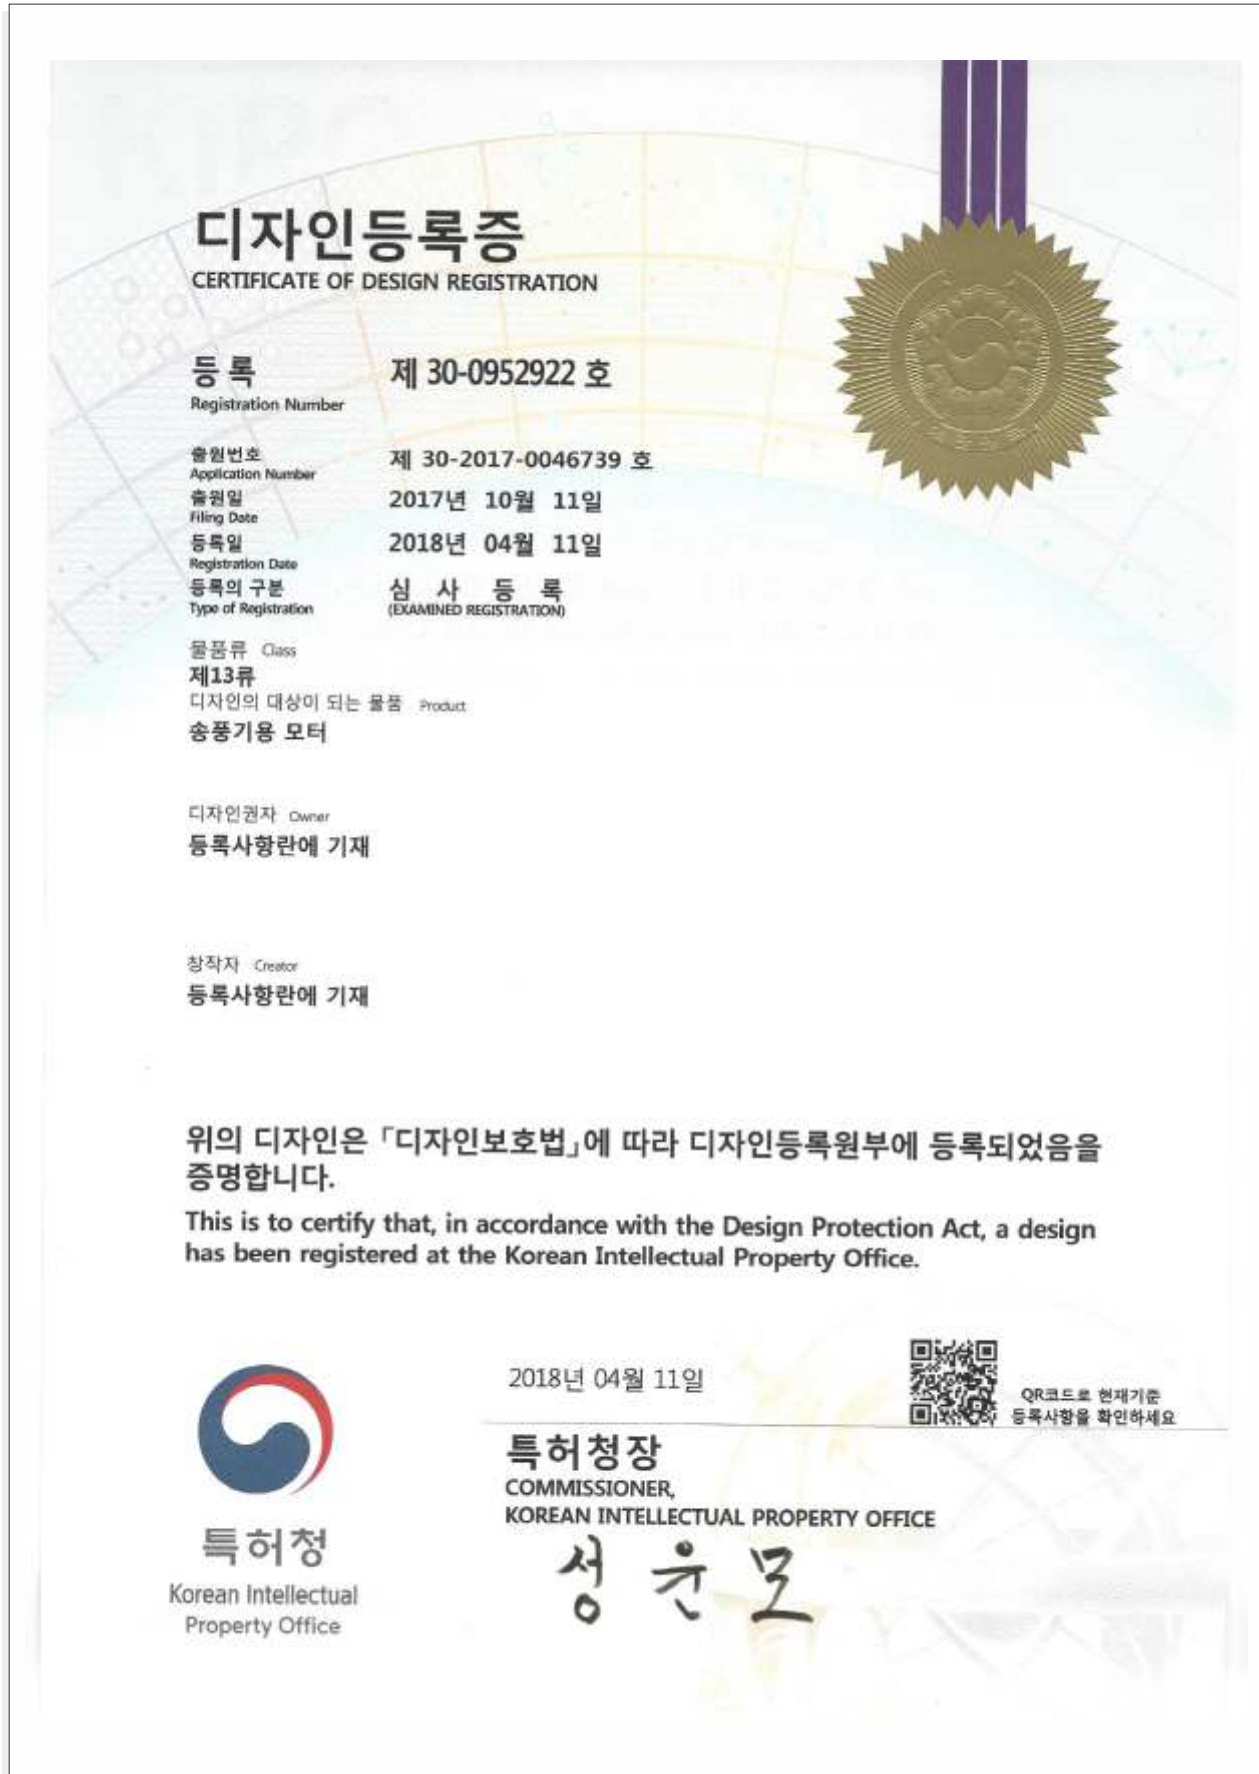 디자인등록증
CERTIFICATE OF DESIGN REGISTRATION
등 록 제 30-0952922 호
Registration Number
출원번호 제 30-2017-0046739 호
Application Number
출원일 2017년 10월 11일
Filing Date
등록일 2018년 04월 11일
Registration Date
등록의 구분 심 사 등 록
Type of Registration (EXAMINED REGISTRATION)
물품류 Class
제13류
디자인의 대상이 되는 물품 Product
송풍기용 모터
디자인권자 Owner
등록사항란에 기재
창작자 Creator
등록사항란에 기재
위의 디자인은 「디자인보호법」에 따라 디자인등록원부에 등록되었음을
증명합니다.
This is to certify that, in accordance with the Design Protection Act, a design
has been registered at the Korean Intellectual Property Office.
2018년 04월 11일
QR코드로 현재기준
등록사항을 확인하세요
특허청장
COMMISSIONER,
KOREAN INTELLECTUAL PROPERTY OFFICE
성윤모
특허청
Korean Intellectual
Property Office